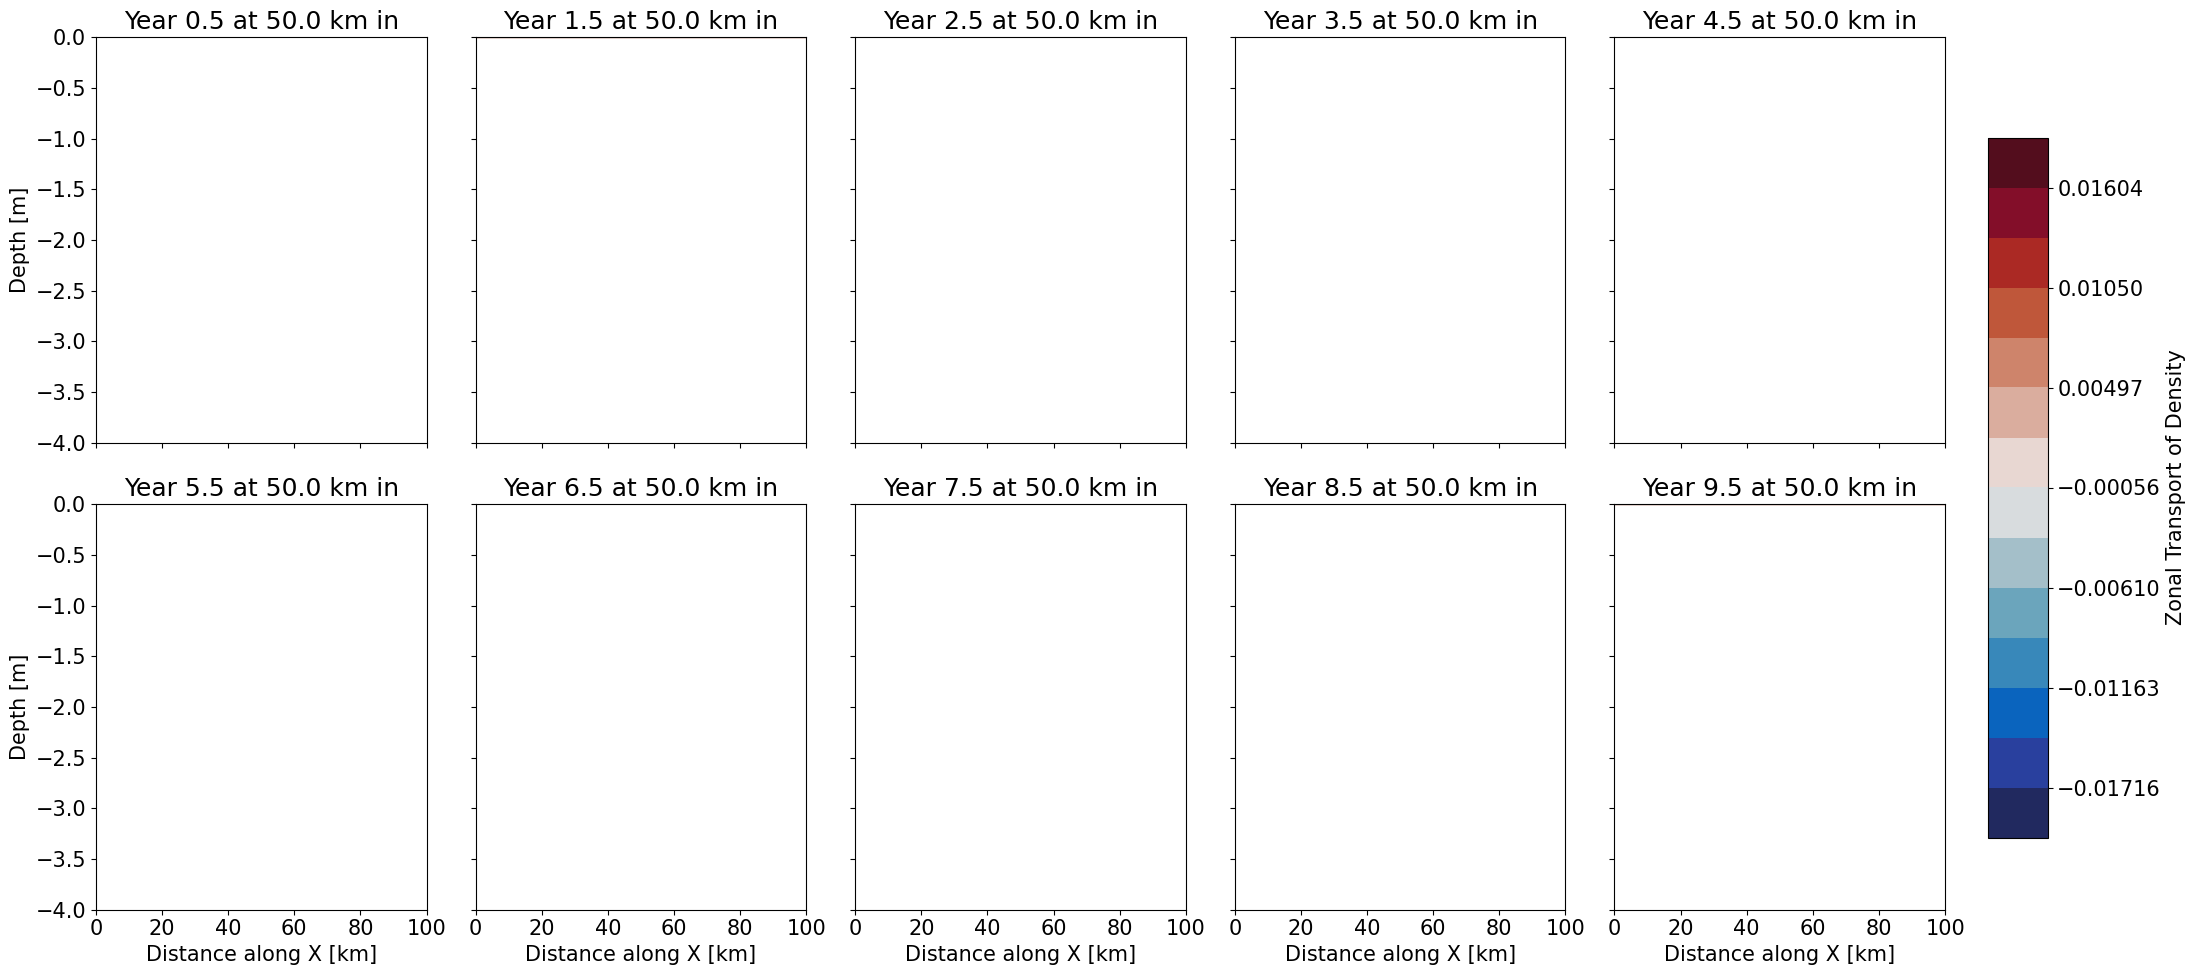 Year 0.5 at 50.0 km in
Year 1.5 at 50.0 km in
Year 2.5 at 50.0 km in
Year 3.5 at 50.0 km in
Year 4.5 at 50.0 km in
0.0
−0.5
−1.0
−1.5
−2.0
−2.5
−3.0
−3.5
−4.0
Depth [m]
Year 5.5 at 50.0 km in
Year 6.5 at 50.0 km in
Year 7.5 at 50.0 km in
Year 8.5 at 50.0 km in
Year 9.5 at 50.0 km in
0.0
−0.5
−1.0
−1.5
−2.0
−2.5
−3.0
−3.5
−4.0
Depth [m]
0 20 40 60 80 100
Distance along X [km]
0 20 40 60 80 100
Distance along X [km]
0 20 40 60 80 100
Distance along X [km]
0 20 40 60 80 100
Distance along X [km]
0 20 40 60 80 100
Distance along X [km]
0.01604
0.01050
0.00497
−0.00056
−0.00610
−0.01163
−0.01716
Zonal Transport of Density